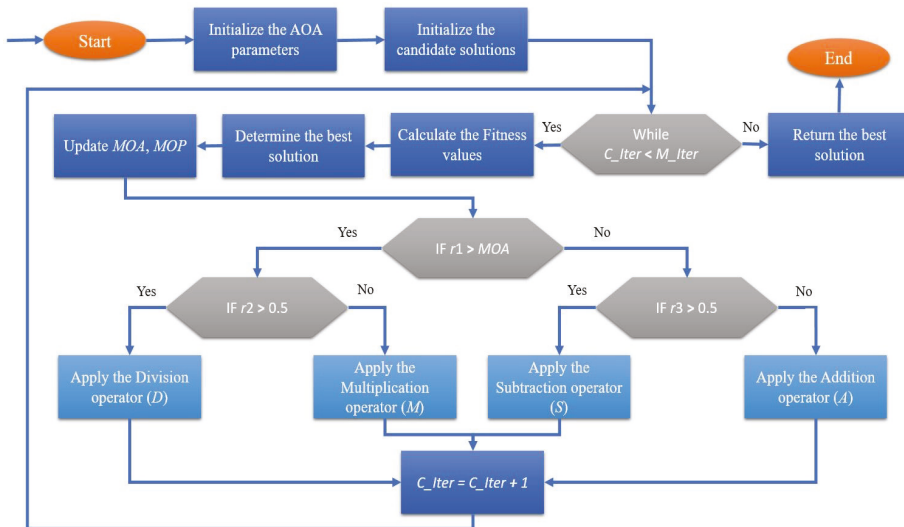 Start
Initialize the AOA
parameters
Initialize the
candidate solutions
End
Update MOA, MOP
Determine the best
solution
Calculate the Fitness
values
Yes
While
C_Iter < M_Iter
No
Return the best
solution
Yes
IF r1 > MOA
No
Yes
IF r2 > 0.5
No
Yes
IF r3 > 0.5
No
Apply the Division
operator (D)
Apply the
Multiplication
operator (M)
Apply the
Subtraction operator
(S)
Apply the Addition
operator (A)
C_Iter = C_Iter + 1